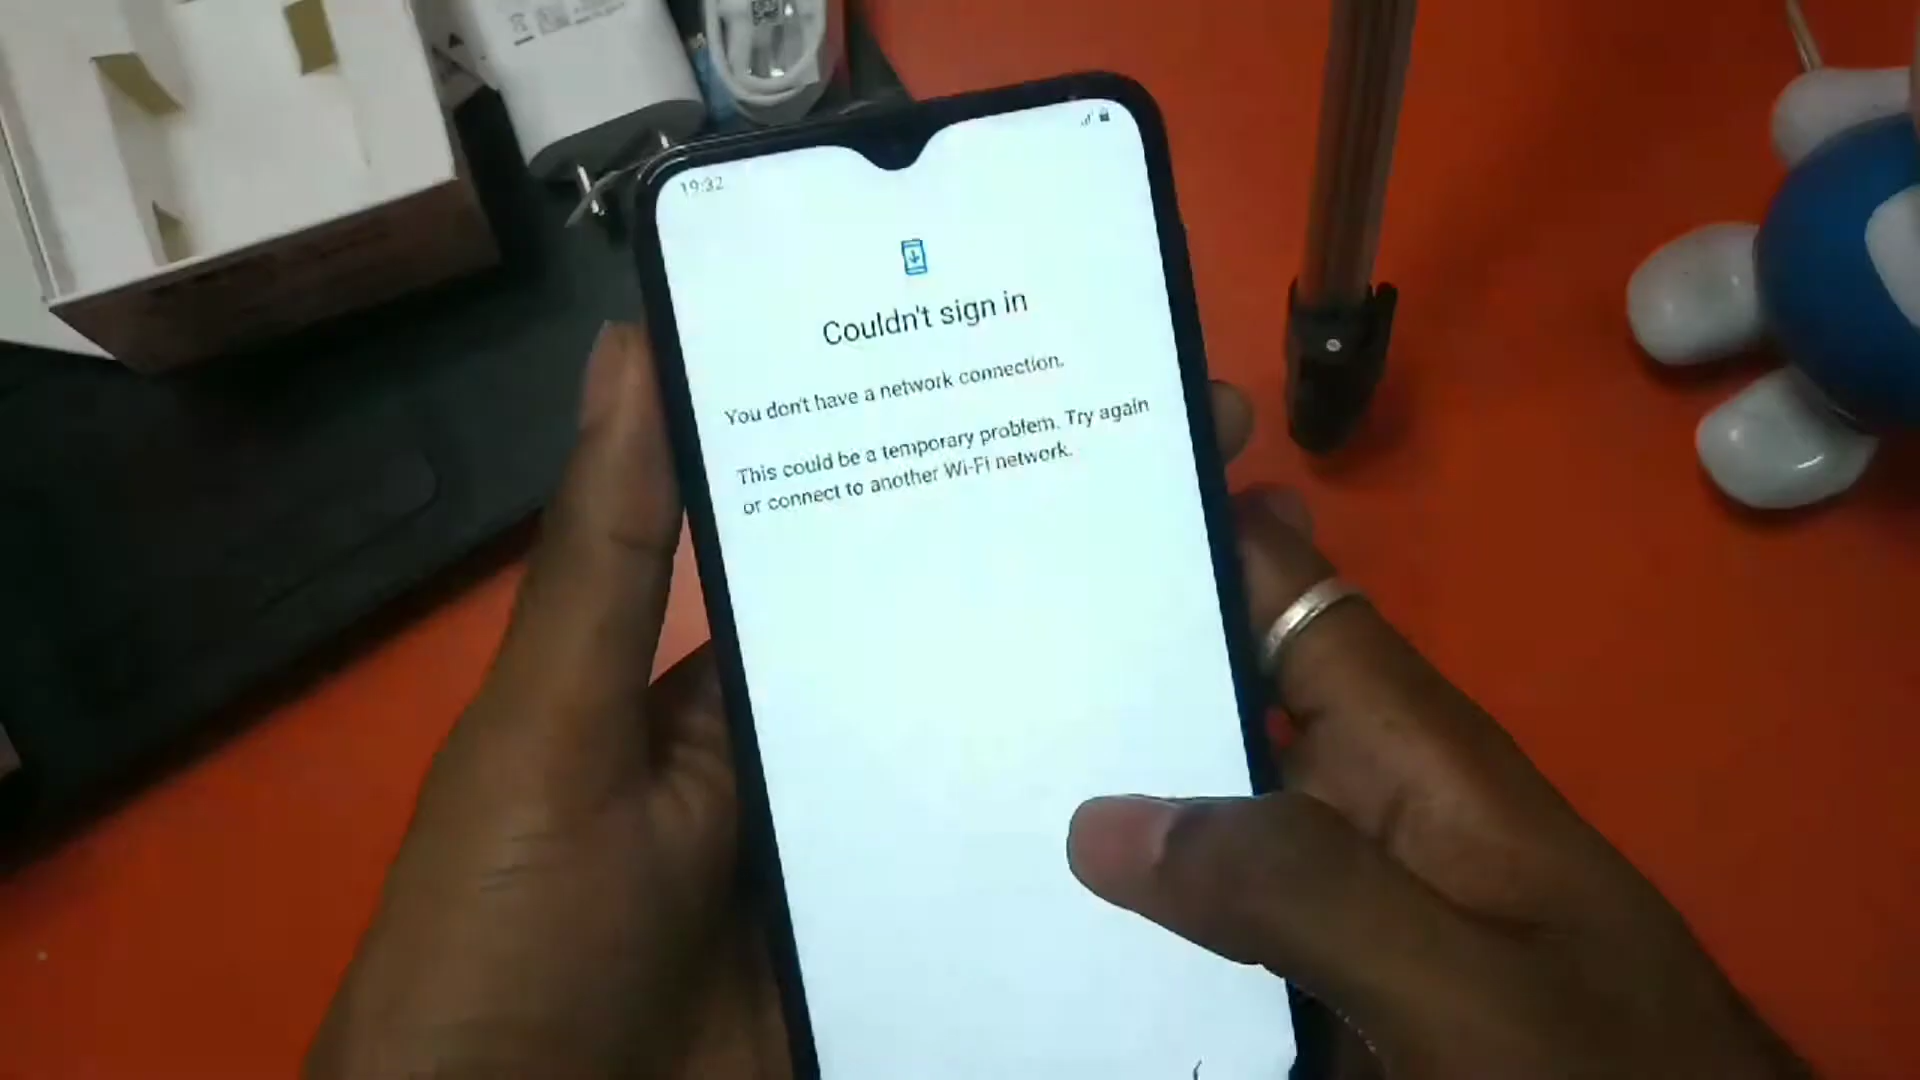 19:32
Couldn't sign in
You don't have a network connection.
This could be a temporary problem. Try again
or connect to another Wi-Fi network.